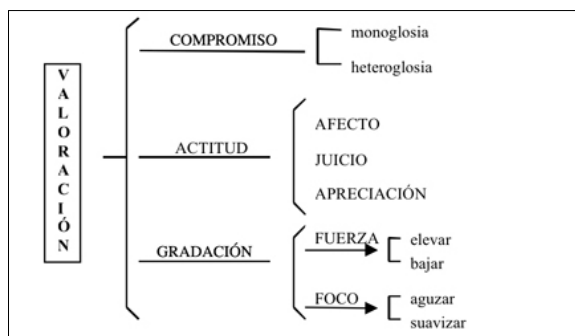 VALORACIÓN
COMPROMISO
monoglosia
heteroglosia
ACTITUD
AFECTO
JUICIO
APRECIACIÓN
GRADACIÓN
FUERZA
elevar
bajar
FOCO
aguzar
suavizar